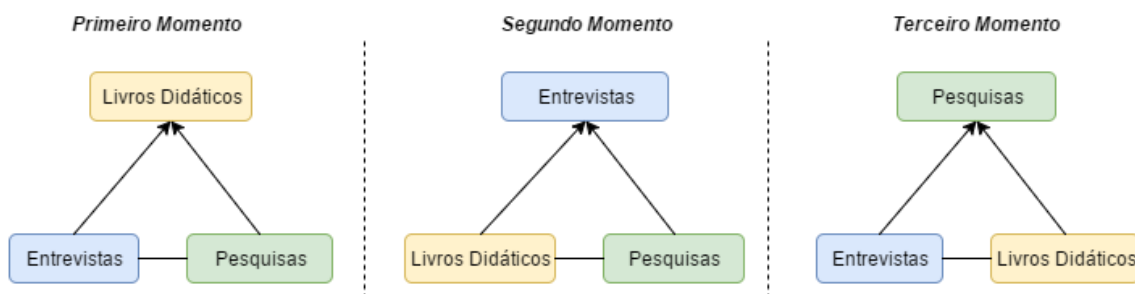 Primeiro Momento
Livros Didáticos
Entrevistas
Pesquisas
Segundo Momento
Entrevistas
Livros Didáticos
Pesquisas
Terceiro Momento
Pesquisas
Entrevistas
Livros Didáticos